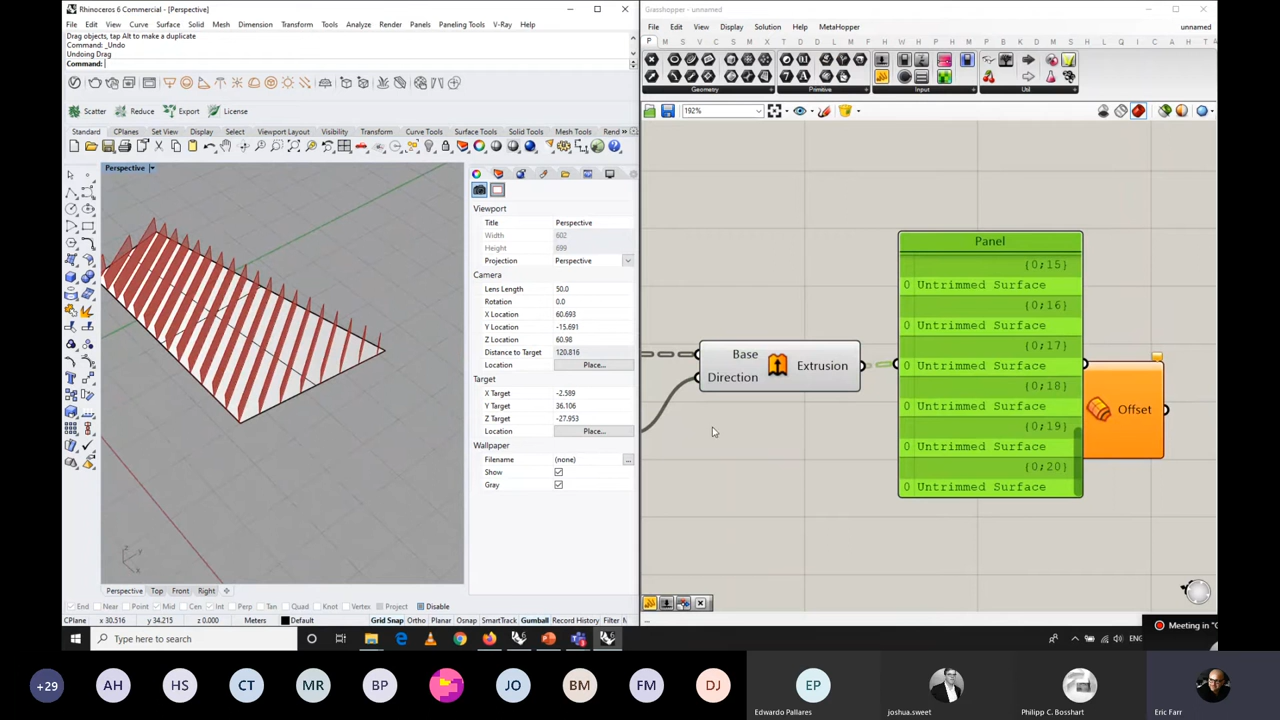 Rhinoceros 6 Commercial - [Perspective]
File Edit View Curve Surface Solid Mesh Dimension Transform Tools Analyze Render Panels Paneling Tools V-Ray Help
Drag objects, tap Alt to make a duplicate
Command: _Undo
Undoing Drag
Command:
Scatter Reduce Export License
Standard CPlanes Set View Display Select Viewport Layout Visibility Transform Curve Tools Surface Tools Solid Tools Mesh Tools Rend
Perspective
Viewport
Title Perspective
Width 602
Height 699
Projection Perspective
Camera
Lens Length 50.0
Rotation 0.0
X Location 60.693
Y Location -15.691
Z Location 60.98
Distance to Target 120.816
Location Place...
Target
X Target -2.589
Y Target 36.106
Z Target -27.953
Location Place...
Wallpaper
Filename (none) ...
Show
Gray
z y x
Perspective Top Front Right
End Near Point Mid Cen Int Perp Tan Quad Knot Vertex Project Disable
CPlane x 30.516 y 34.215 z 0.000 Meters Default Grid Snap Ortho Planar Osnap SmartTrack Gumball Record History Filter
Type here to search
Grasshopper - unnamed
File Edit View Display Solution Help MetaHopper unnamed
P M S V C S M I T D W L M P H A K W L E H L Q I S P
Geometry Primitive Input Util
192%
Base
Direction
Extrusion
Panel
{0;15}
0 Untrimmed Surface
{0;16}
0 Untrimmed Surface
{0;17}
0 Untrimmed Surface
{0;18}
0 Untrimmed Surface
{0;19}
0 Untrimmed Surface
{0;20}
0 Untrimmed Surface
Offset
...
Meeting in "
ENG
+29 AH HS CT MR BP JO BM FM DJ EP
Edwardo Pallares joshua.sweet Philipp C. Bosshart Eric Farr